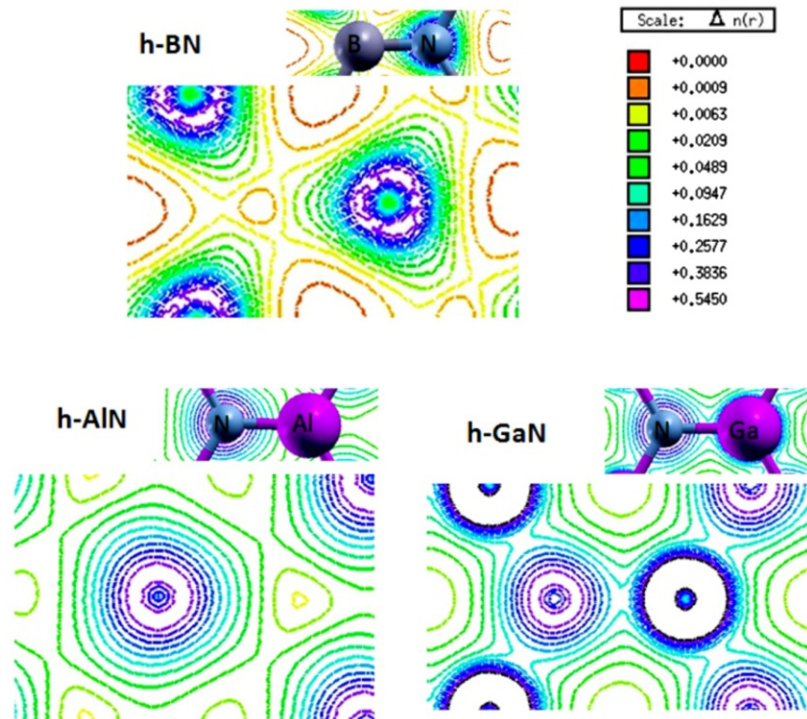 h-BN
B N
Scale: Δ n(r)
+0.0000
+0.0009
+0.0063
+0.0209
+0.0489
+0.0947
+0.1629
+0.2577
+0.3836
+0.5450
h-AlN
N Al
h-GaN
N Ga